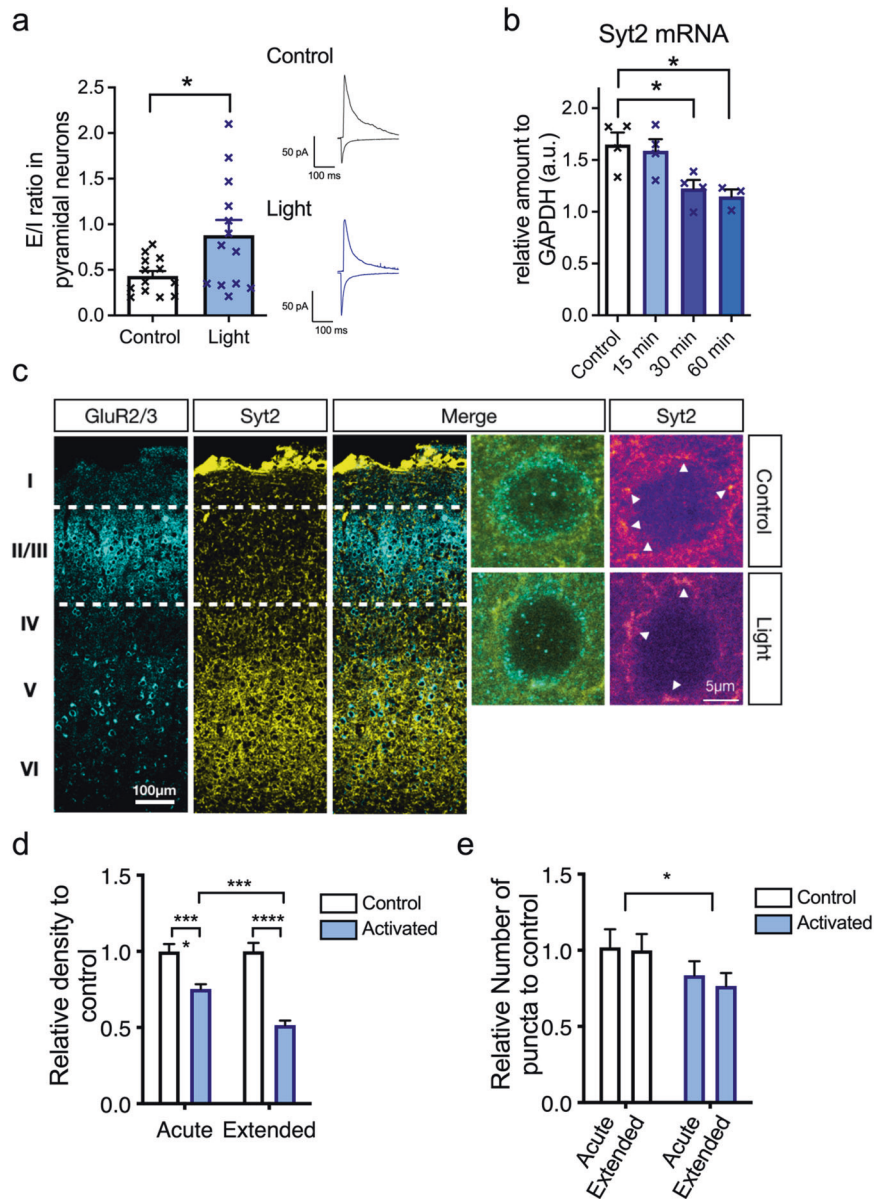 a
E/I ratio in
pyramidal neurons
2.5
2.0
1.5
1.0
0.5
0.0
*
Control
Light
Control
50 pA
100 ms
Light
50 pA
100 ms
b
Syt2 mRNA
relative amount to
GAPDH (a.u.)
2.0
1.5
1.0
0.5
0.0
*
*
Control
15 min
30 min
60 min
c
GluR2/3
Syt2
Merge
Syt2
I
II/III
IV
V
VI
100µm
Control
Light
5µm
d
Relative density to
control
1.5
1.0
0.5
0.0
***
***
*
****
Control
Activated
Acute
Extended
e
Relative Number of
puncta to control
1.5
1.0
0.5
0.0
*
Control
Activated
Acute
Extended
Acute
Extended